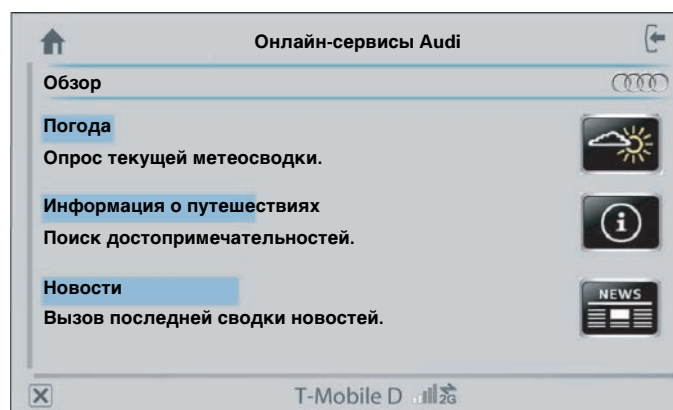 Онлайн-сервисы Audi
Обзор
Погода
Опрос текущей метеосводки.
Информация о путешествиях
Поиск достопримечательностей.
Новости
NEWS
Вызов последней сводки новостей.
T-Mobile D 2G